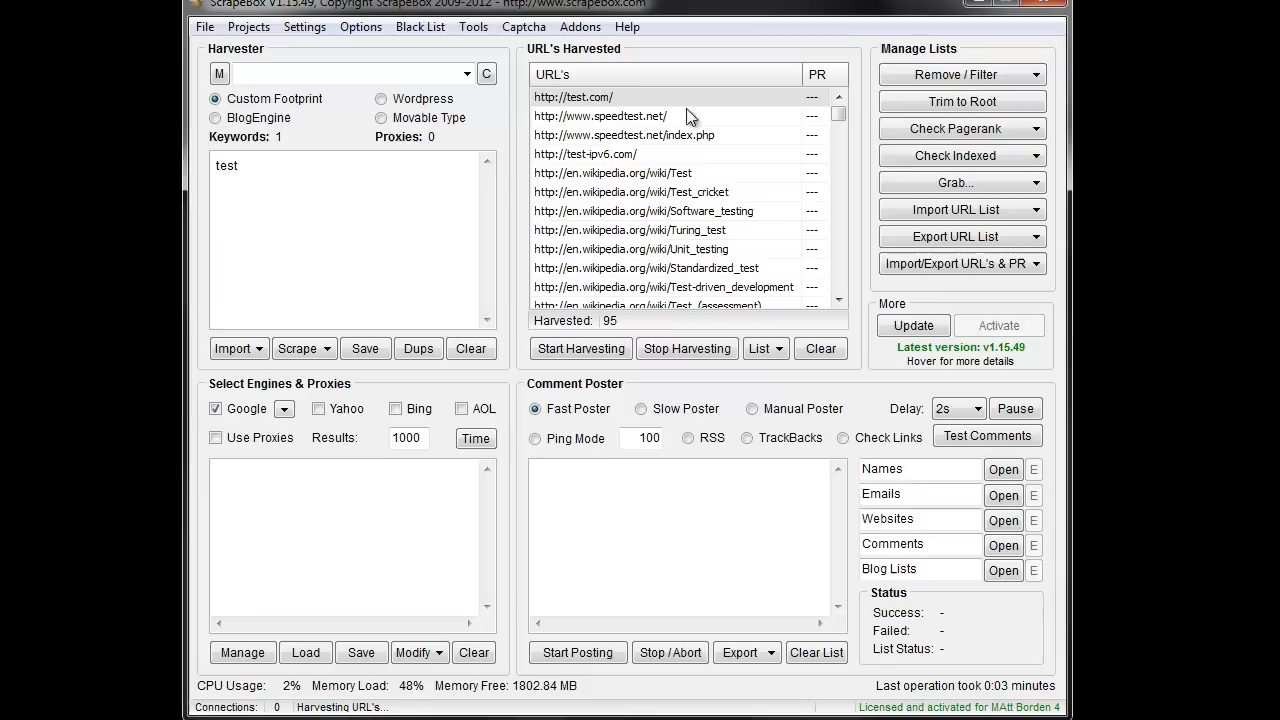 ScrapeBox V1.15.49, Copyright ScrapeBox 2009-2012 - http://www.scrapebox.com
File Projects Settings Options Black List Tools Captcha Addons Help
Harvester
M C
Custom Footprint Wordpress
BlogEngine Movable Type
Keywords: 1 Proxies: 0
test
Import Scrape Save Dups Clear
URL's Harvested
URL's PR
http://test.com/ ---
http://www.speedtest.net/ ---
http://www.speedtest.net/index.php ---
http://test-ipv6.com/ ---
http://en.wikipedia.org/wiki/Test ---
http://en.wikipedia.org/wiki/Test_cricket ---
http://en.wikipedia.org/wiki/Software_testing ---
http://en.wikipedia.org/wiki/Turing_test ---
http://en.wikipedia.org/wiki/Unit_testing ---
http://en.wikipedia.org/wiki/Standardized_test ---
http://en.wikipedia.org/wiki/Test-driven_development ---
http://en.wikipedia.org/wiki/Test_(assessment) ---
Harvested: 95
Start Harvesting Stop Harvesting List Clear
Manage Lists
Remove / Filter
Trim to Root
Check Pagerank
Check Indexed
Grab...
Import URL List
Export URL List
Import/Export URL's & PR
More
Update Activate
Latest version: v1.15.49
Hover for more details
Select Engines & Proxies
Google Yahoo Bing AOL
Use Proxies Results: 1000 Time
Manage Load Save Modify Clear
Comment Poster
Fast Poster Slow Poster Manual Poster Delay: 2s Pause
Ping Mode 100 RSS TrackBacks Check Links Test Comments
Names Open E
Emails Open E
Websites Open E
Comments Open E
Blog Lists Open E
Status
Success: -
Failed: -
List Status: -
Start Posting Stop / Abort Export Clear List
CPU Usage: 2% Memory Load: 48% Memory Free: 1802.84 MB Last operation took 0:03 minutes
Connections: 0 Harvesting URL's... Licensed and activated for MAtt Borden 4